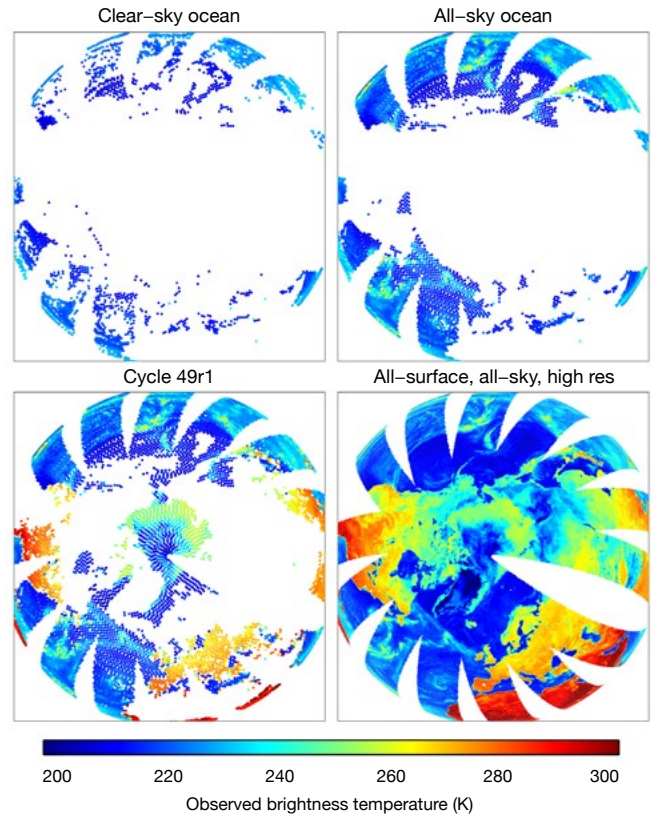 Clear−sky ocean
All−sky ocean
Cycle 49r1
All−surface, all−sky, high res
200 220 240 260 280 300
Observed brightness temperature (K)